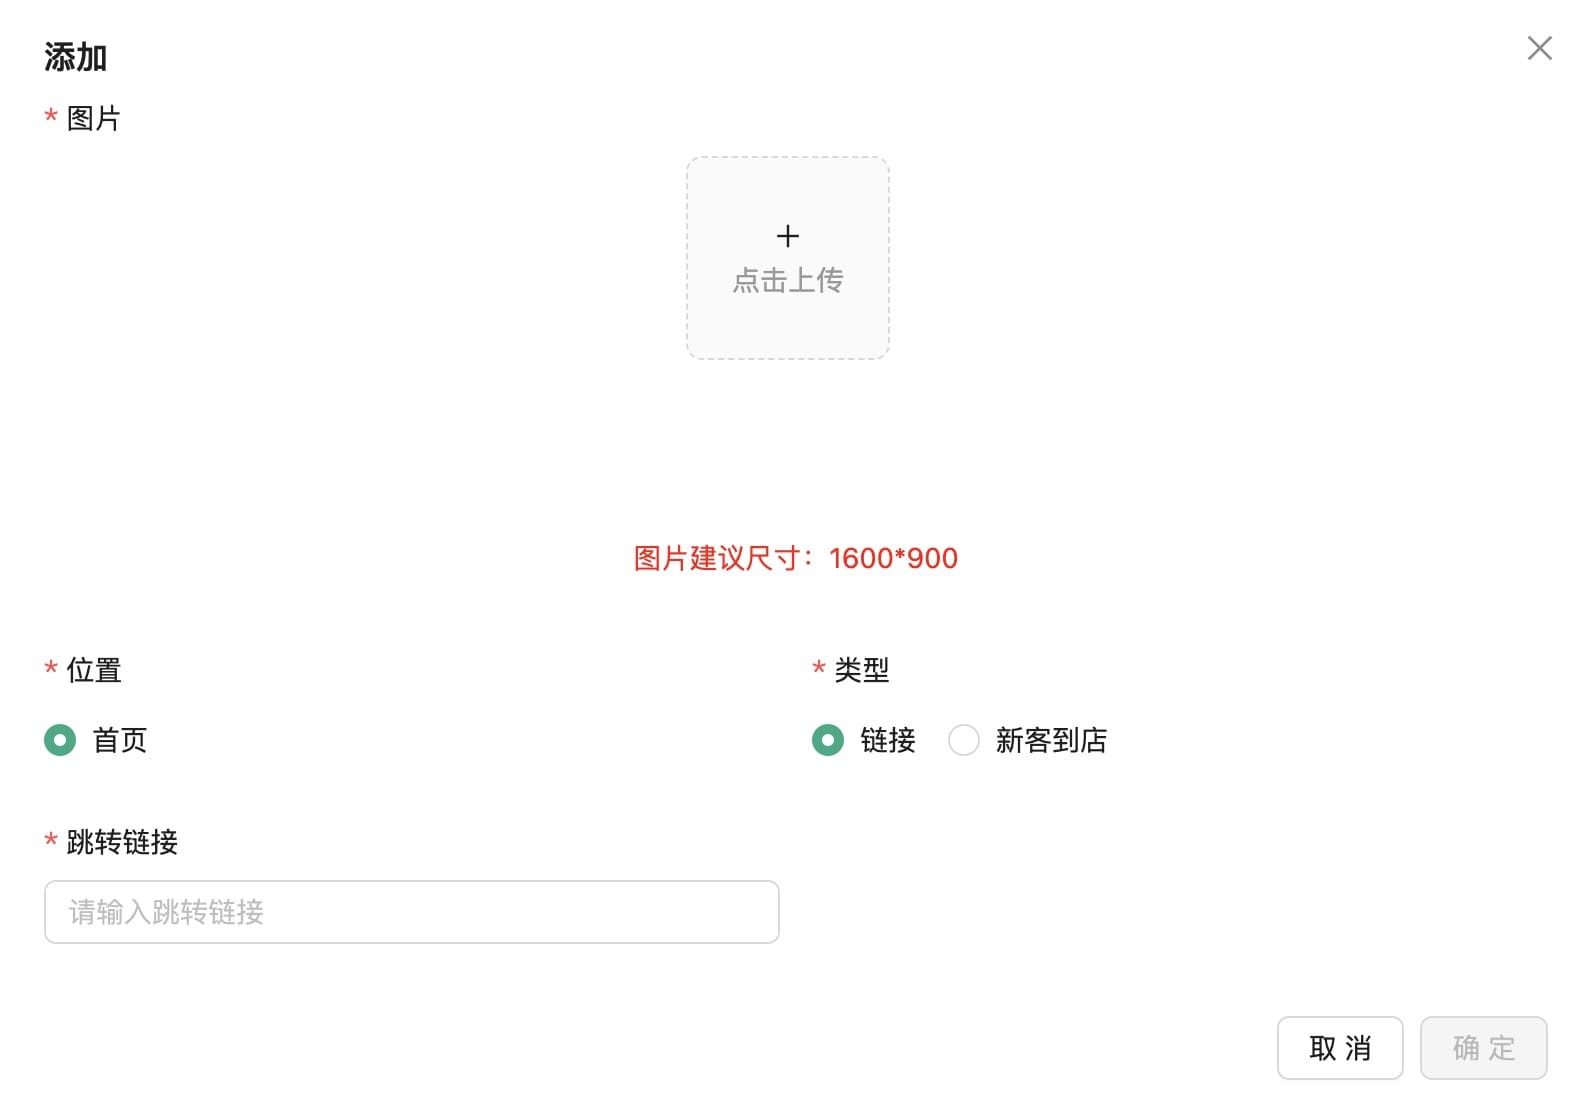 添加
* 图片
点击上传
图片建议尺寸：1600*900
* 位置
* 类型
首页
链接 新客到店
* 跳转链接
请输入跳转链接
取 消 确 定